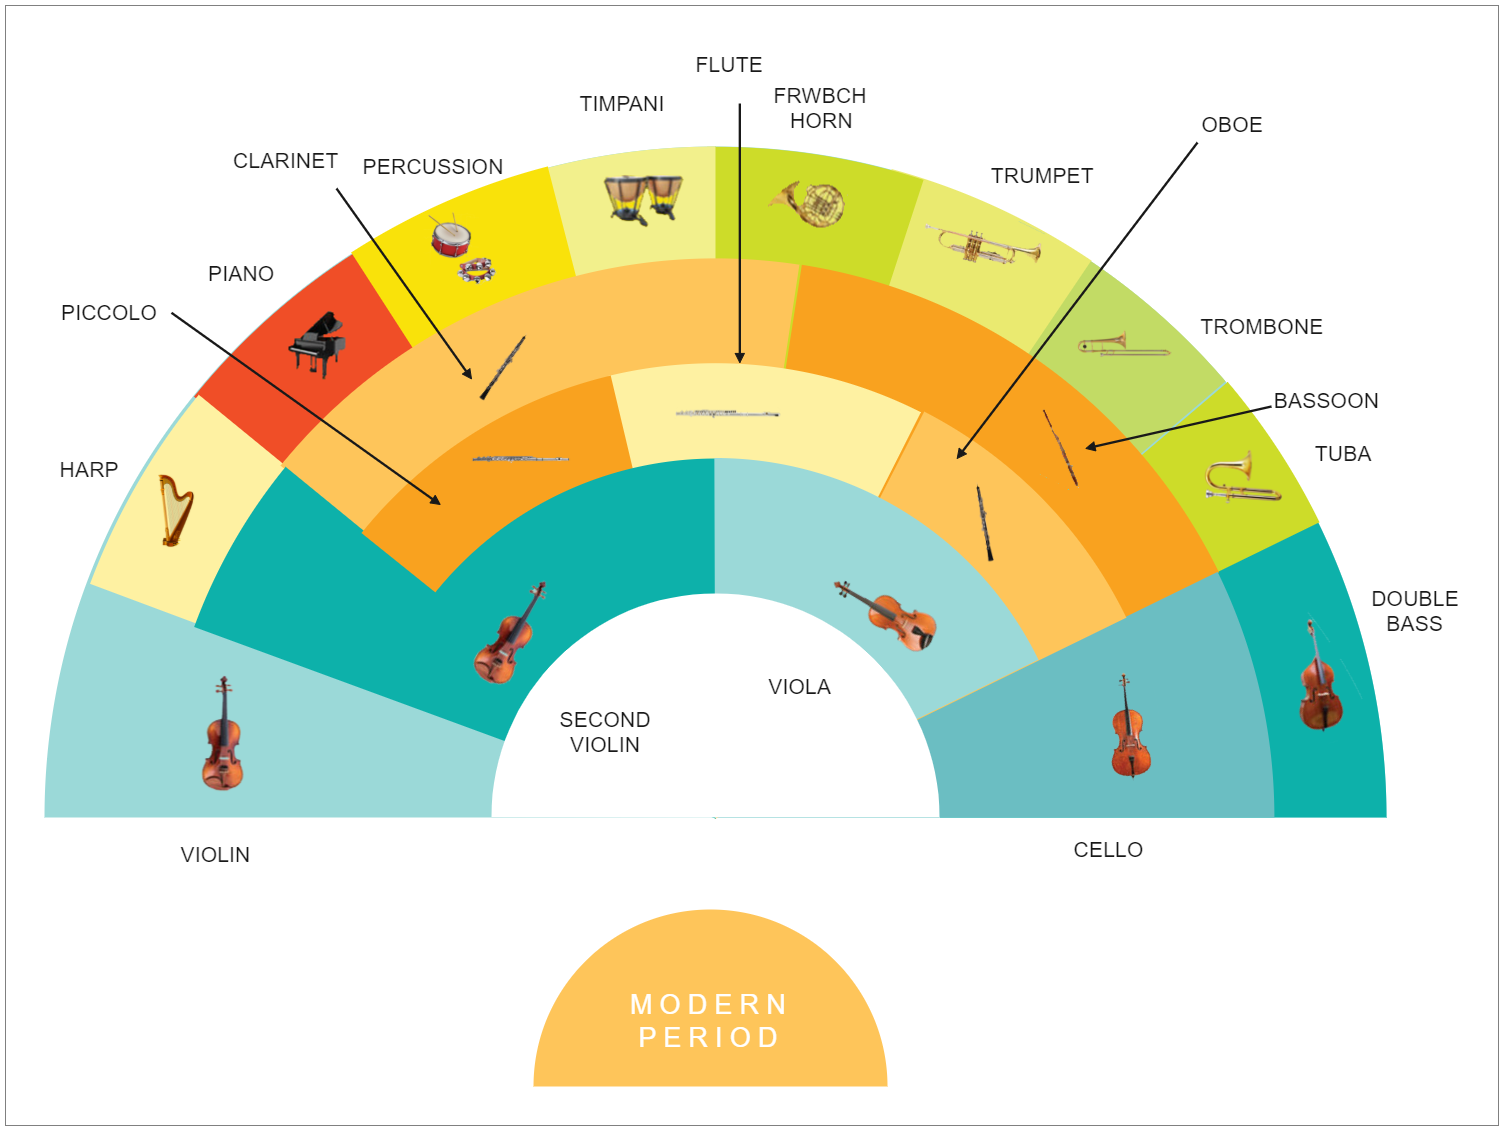 FLUTE
TIMPANI
FRWBCH
HORN
OBOE
CLARINET
PERCUSSION
TRUMPET
PIANO
PICCOLO
TROMBONE
BASSOON
HARP
TUBA
DOUBLE
BASS
VIOLA
SECOND
VIOLIN
VIOLIN
CELLO
MODERN
PERIOD